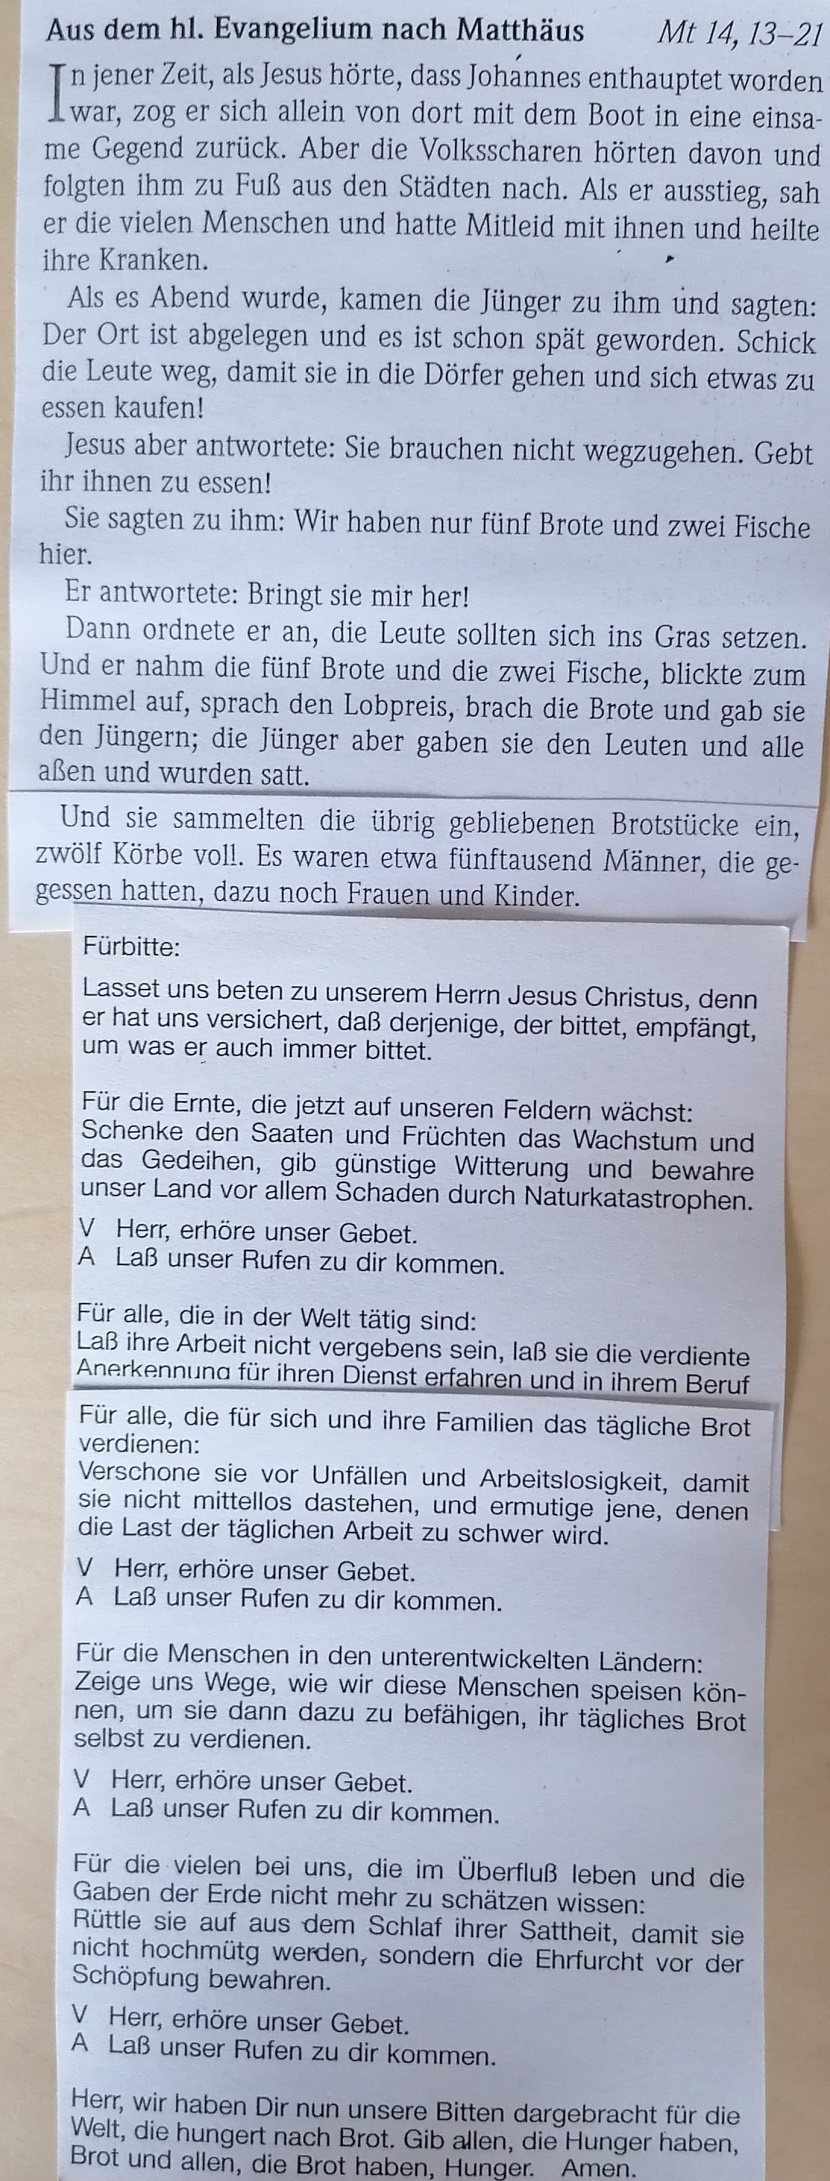 Aus dem hl. Evangelium nach Matthäus Mt 14, 13–21
In jener Zeit, als Jesus hörte, dass Johannes enthauptet worden
war, zog er sich allein von dort mit dem Boot in eine einsa-
me Gegend zurück. Aber die Volksscharen hörten davon und
folgten ihm zu Fuß aus den Städten nach. Als er ausstieg, sah
er die vielen Menschen und hatte Mitleid mit ihnen und heilte
ihre Kranken.
Als es Abend wurde, kamen die Jünger zu ihm und sagten:
Der Ort ist abgelegen und es ist schon spät geworden. Schick
die Leute weg, damit sie in die Dörfer gehen und sich etwas zu
essen kaufen!
Jesus aber antwortete: Sie brauchen nicht wegzugehen. Gebt
ihr ihnen zu essen!
Sie sagten zu ihm: Wir haben nur fünf Brote und zwei Fische
hier.
Er antwortete: Bringt sie mir her!
Dann ordnete er an, die Leute sollten sich ins Gras setzen.
Und er nahm die fünf Brote und die zwei Fische, blickte zum
Himmel auf, sprach den Lobpreis, brach die Brote und gab sie
den Jüngern; die Jünger aber gaben sie den Leuten und alle
aßen und wurden satt.
Und sie sammelten die übrig gebliebenen Brotstücke ein,
zwölf Körbe voll. Es waren etwa fünftausend Männer, die ge-
gessen hatten, dazu noch Frauen und Kinder.
Fürbitte:
Lasset uns beten zu unserem Herrn Jesus Christus, denn
er hat uns versichert, daß derjenige, der bittet, empfängt,
um was er auch immer bittet.
Für die Ernte, die jetzt auf unseren Feldern wächst:
Schenke den Saaten und Früchten das Wachstum und
das Gedeihen, gib günstige Witterung und bewahre
unser Land vor allem Schaden durch Naturkatastrophen.
V Herr, erhöre unser Gebet.
A Laß unser Rufen zu dir kommen.
Für alle, die in der Welt tätig sind:
Laß ihre Arbeit nicht vergebens sein, laß sie die verdiente
Anerkennung für ihren Dienst erfahren und in ihrem Beruf
Für alle, die für sich und ihre Familien das tägliche Brot
verdienen:
Verschone sie vor Unfällen und Arbeitslosigkeit, damit
sie nicht mittellos dastehen, und ermutige jene, denen
die Last der täglichen Arbeit zu schwer wird.
V Herr, erhöre unser Gebet.
A Laß unser Rufen zu dir kommen.
Für die Menschen in den unterentwickelten Ländern:
Zeige uns Wege, wie wir diese Menschen speisen kön-
nen, um sie dann dazu zu befähigen, ihr tägliches Brot
selbst zu verdienen.
V Herr, erhöre unser Gebet.
A Laß unser Rufen zu dir kommen.
Für die vielen bei uns, die im Überfluß leben und die
Gaben der Erde nicht mehr zu schätzen wissen:
Rüttle sie auf aus dem Schlaf ihrer Sattheit, damit sie
nicht hochmütg werden, sondern die Ehrfurcht vor der
Schöpfung bewahren.
V Herr, erhöre unser Gebet.
A Laß unser Rufen zu dir kommen.
Herr, wir haben Dir nun unsere Bitten dargebracht für die
Welt, die hungert nach Brot. Gib allen, die Hunger haben,
Brot und allen, die Brot haben, Hunger. Amen.